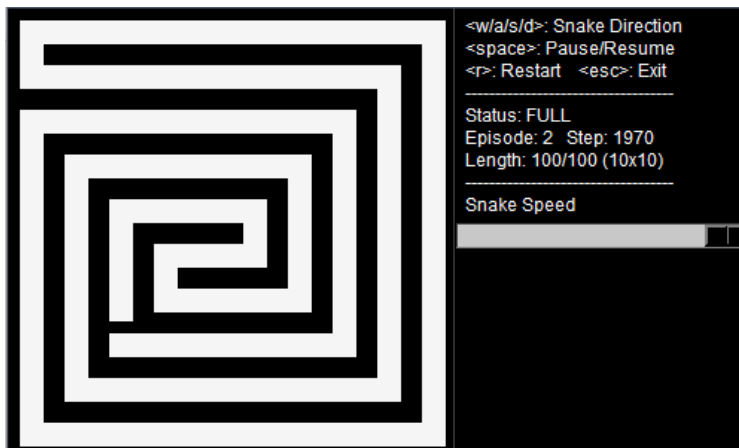 <w/a/s/d>: Snake Direction
<space>: Pause/Resume
<r>: Restart <esc>: Exit
-----------------------------------
Status: FULL
Episode: 2 Step: 1970
Length: 100/100 (10x10)
-----------------------------------
Snake Speed